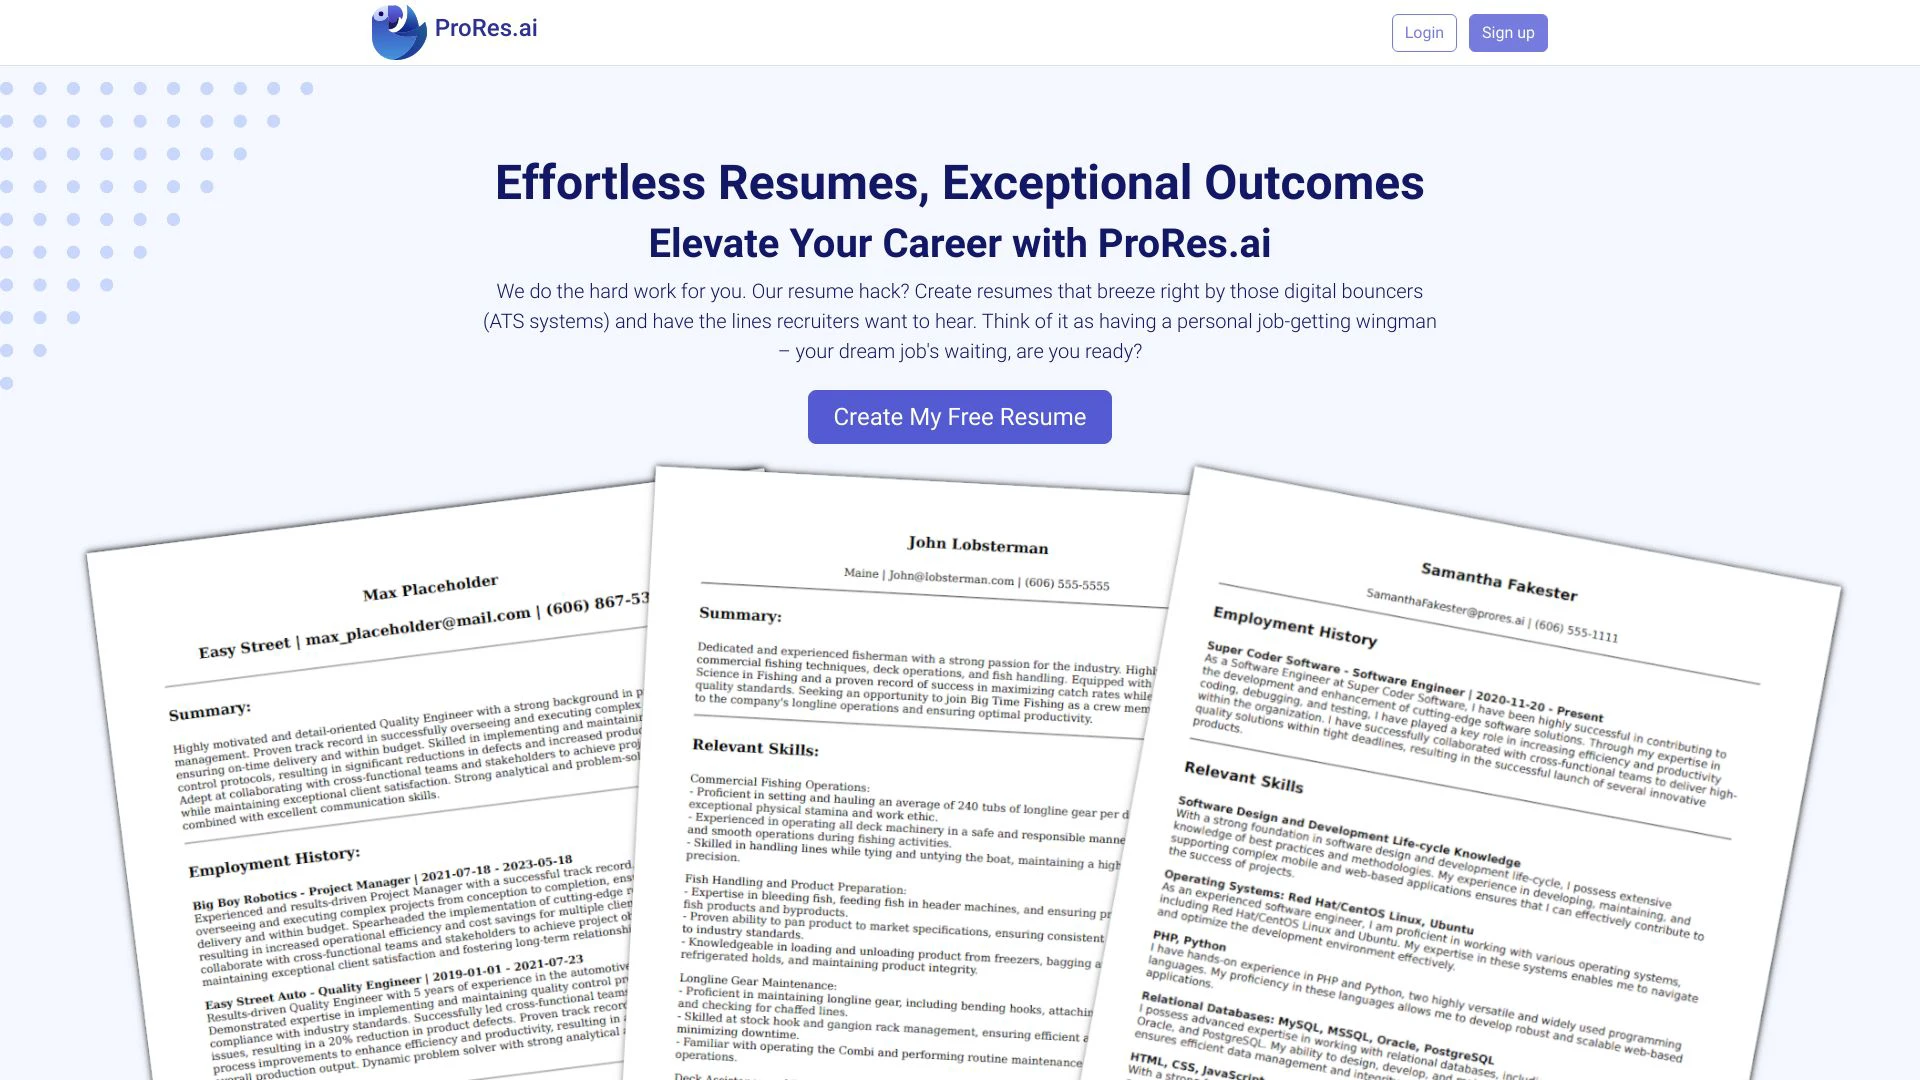 ProRes.ai
Login
Sign up
Effortless Resumes, Exceptional Outcomes
Elevate Your Career with ProRes.ai
We do the hard work for you. Our resume hack? Create resumes that breeze right by those digital bouncers
(ATS systems) and have the lines recruiters want to hear. Think of it as having a personal job-getting wingman
– your dream job's waiting, are you ready?
Create My Free Resume
Max Placeholder
Easy Street | max_placeholder@mail.com | (606) 867-53
Summary:
Highly motivated and detail-oriented Quality Engineer with a strong background in
management. Proven track record in successfully overseeing and executing complex
ensuring on-time delivery and within budget. Skilled in implementing and maintaining
control protocols, resulting in significant reductions in defects and increased
Adept at collaborating with cross-functional teams and stakeholders to achieve
while maintaining exceptional client satisfaction. Strong analytical and
combined with excellent communication skills.
Employment History:
Big Boy Robotics - Project Manager | 2021-07-18 - 2023-05-18
Experienced and results-driven Project Manager with a successful track record,
overseeing and executing complex projects from conception to completion,
delivery and within budget. Spearheaded the implementation of cutting-edge
resulting in increased operational efficiency and cost savings for multiple
collaborate with cross-functional teams and stakeholders to achieve project
maintaining exceptional client satisfaction and fostering long-term
Easy Street Auto - Quality Engineer | 2019-01-01 - 2021-07-23
Results-driven Quality Engineer with 5 years of experience in the automotive
Demonstrated expertise in implementing and maintaining quality control
compliance with industry standards. Successfully led cross-functional teams
issues, resulting in a 20% reduction in product defects. Proven track record
process improvements to enhance efficiency and productivity, resulting in
overall production output. Dynamic problem solver with strong analytical
John Lobsterman
Maine | John@lobsterman.com | (606) 555-5555
Summary:
Dedicated and experienced fisherman with a strong passion for the industry. Highl
commercial fishing techniques, deck operations, and fish handling. Equipped with
Science in Fishing and a proven record of success in maximizing catch rates while
quality standards. Seeking an opportunity to join Big Time Fishing as a crew mem
to the company's longline operations and ensuring optimal productivity.
Relevant Skills:
Commercial Fishing Operations:
- Proficient in setting and hauling an average of 240 tubs of longline gear per d
exceptional physical stamina and work ethic.
- Experienced in operating all deck machinery in a safe and responsible manne
and smooth operations during fishing activities.
- Skilled in handling lines while tying and untying the boat, maintaining a high
precision.
Fish Handling and Product Preparation:
- Expertise in bleeding fish, feeding fish in header machines, and ensuring pr
fish products and byproducts.
- Proven ability to pan product to market specifications, ensuring consistent
to industry standards.
- Knowledgeable in loading and unloading product from freezers, bagging a
refrigerated holds, and maintaining product integrity.
Longline Gear Maintenance:
- Proficient in maintaining longline gear, including bending hooks, attachin
and checking for chaffed lines.
- Skilled at stock hook and gangion rack management, ensuring efficient a
minimizing downtime.
- Familiar with operating the Combi and performing routine maintenance
operations.
Samantha Fakester
SamanthaFakester@prores.ai | (606) 555-1111
Employment History
Super Coder Software - Software Engineer | 2020-11-20 - Present
As a Software Engineer at Super Coder Software, I have been highly successful in contributing to
the development and enhancement of cutting-edge software solutions. Through my expertise in
coding, debugging, and testing, I have played a key role in increasing efficiency and productivity
within the organization. I have successfully collaborated with cross-functional teams to deliver high-
quality solutions within tight deadlines, resulting in the successful launch of several innovative
products.
Relevant Skills
Software Design and Development Life-cycle Knowledge
With a strong foundation in software design and development life-cycle, I possess extensive
knowledge of best practices and methodologies. My experience in developing, maintaining, and
supporting complex mobile and web-based applications ensures that I can effectively contribute to
the success of projects.
Operating Systems: Red Hat/CentOS Linux, Ubuntu
As an experienced software engineer, I am proficient in working with various operating systems,
including Red Hat/CentOS Linux and Ubuntu. My expertise in these systems enables me to navigate
and optimize the development environment effectively.
PHP, Python
I have hands-on experience in PHP and Python, two highly versatile and widely used programming
languages. My proficiency in these languages allows me to develop robust and scalable web-based
applications.
Relational Databases: MySQL, MSSQL, Oracle, PostgreSQL
I possess advanced expertise in working with relational databases,
Oracle, and PostgreSQL. My ability to design, develop, and
ensures efficient data management and
HTML, CSS, JavaScript
With a